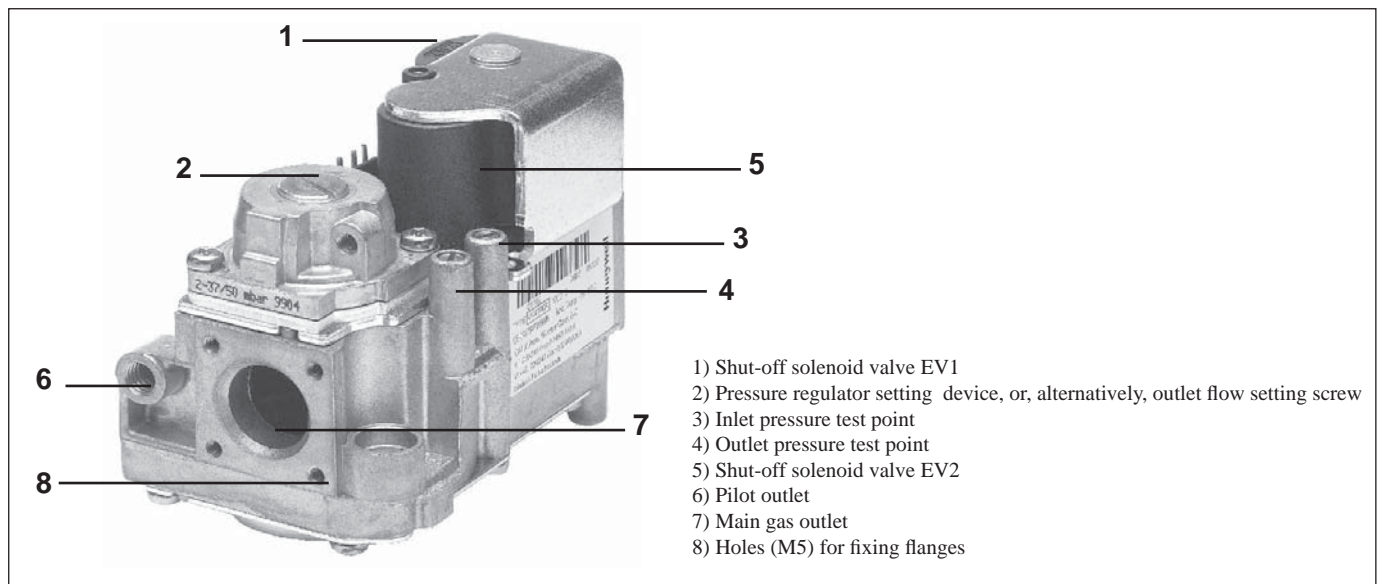 1
2
5
3
4
6
7
8
2-37/50 mbar 9904
Honeywell
1) Shut-off solenoid valve EV1
2) Pressure regulator setting device, or, alternatively, outlet flow setting screw
3) Inlet pressure test point
4) Outlet pressure test point
5) Shut-off solenoid valve EV2
6) Pilot outlet
7) Main gas outlet
8) Holes (M5) for fixing flanges